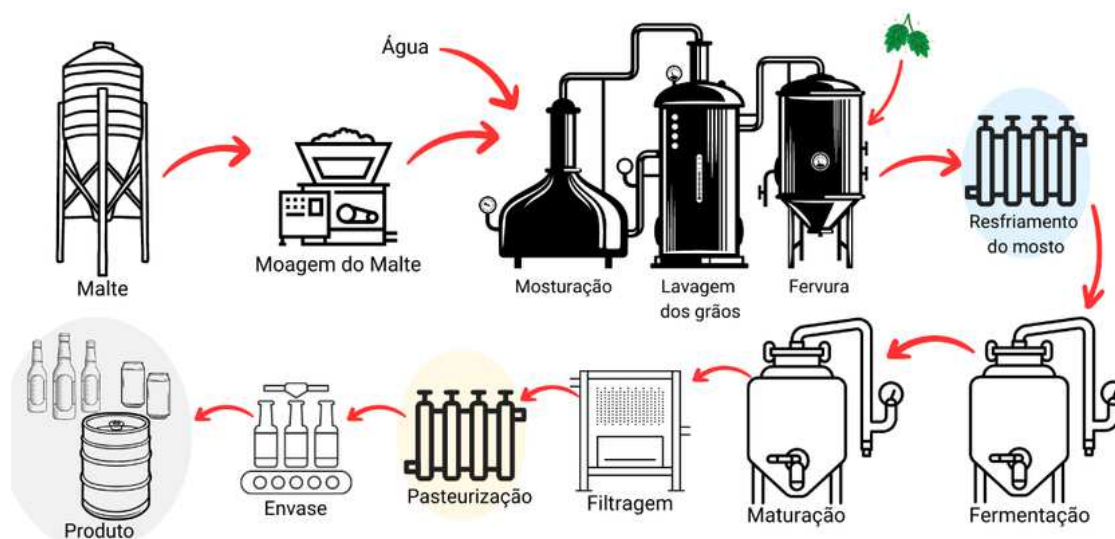 Água
Malte
Moagem do Malte
Mosturação
Lavagem
dos grãos
Fervura
Resfriamento
do mosto
Fermentação
Maturação
Filtragem
Pasteurização
Envase
Produto